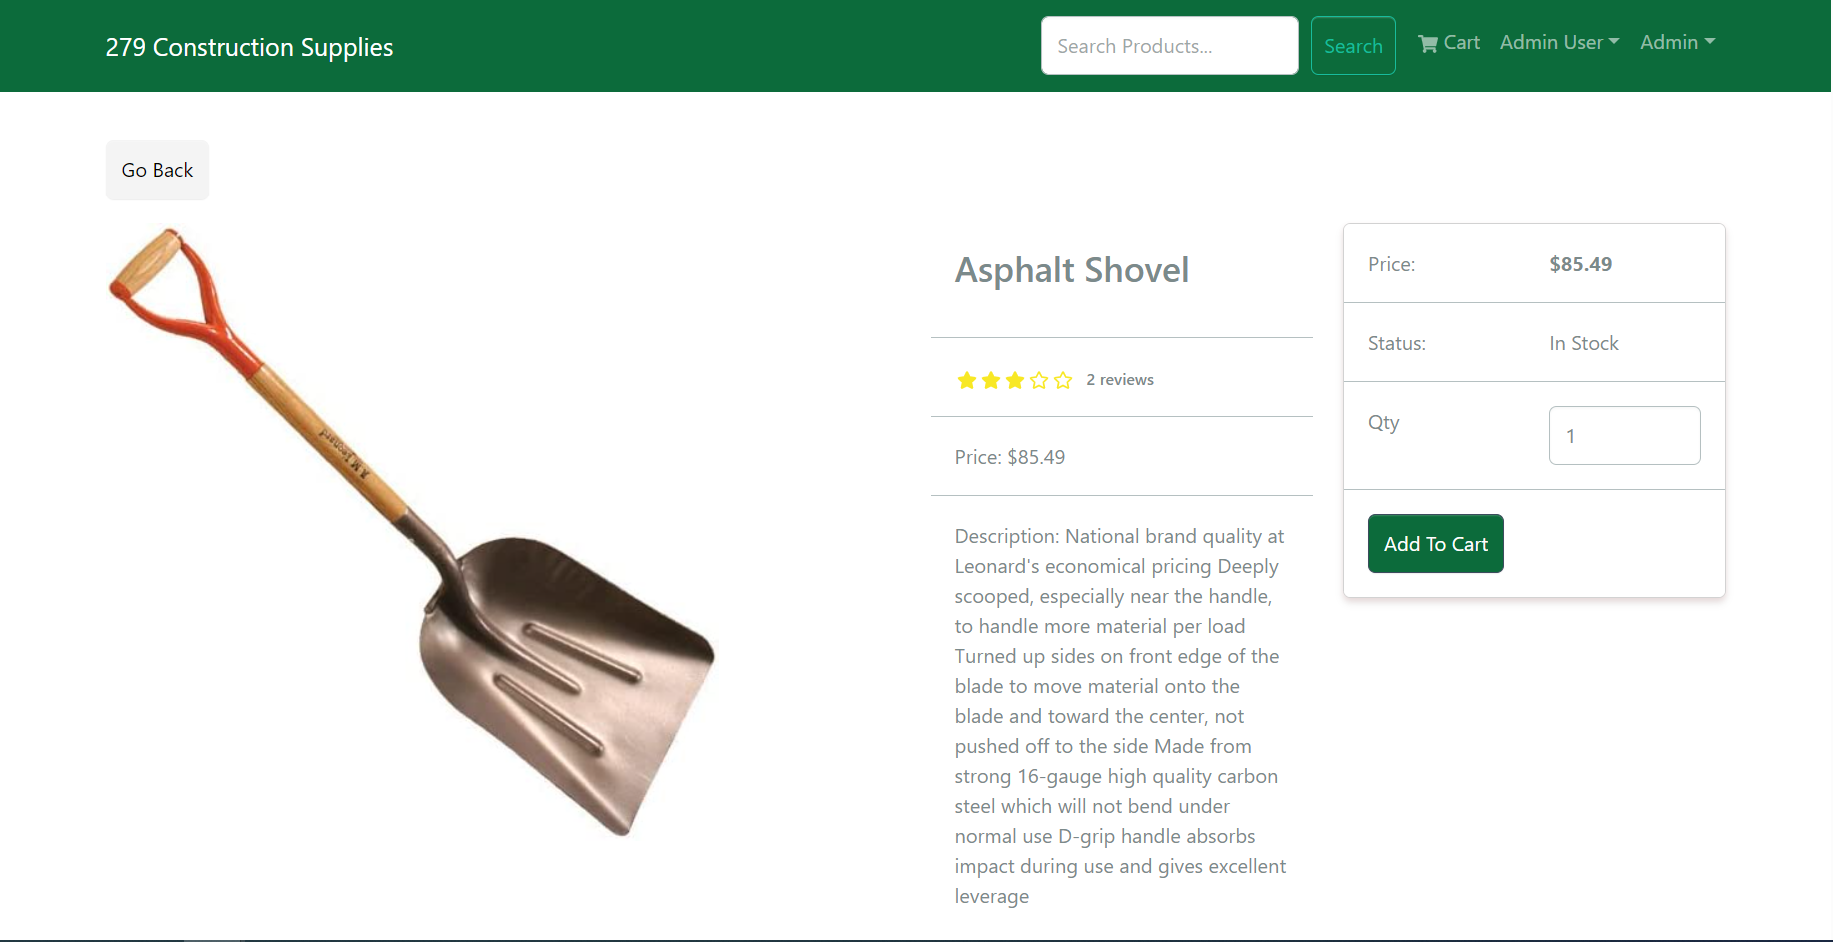 279 Construction Supplies
Search Products...
Search
Cart
Admin User
Admin
Go Back
A M Leonard
Asphalt Shovel
2 reviews
Price: $85.49
Description: National brand quality at
Leonard's economical pricing Deeply
scooped, especially near the handle,
to handle more material per load
Turned up sides on front edge of the
blade to move material onto the
blade and toward the center, not
pushed off to the side Made from
strong 16-gauge high quality carbon
steel which will not bend under
normal use D-grip handle absorbs
impact during use and gives excellent
leverage
Price: $85.49
Status: In Stock
Qty 1
Add To Cart